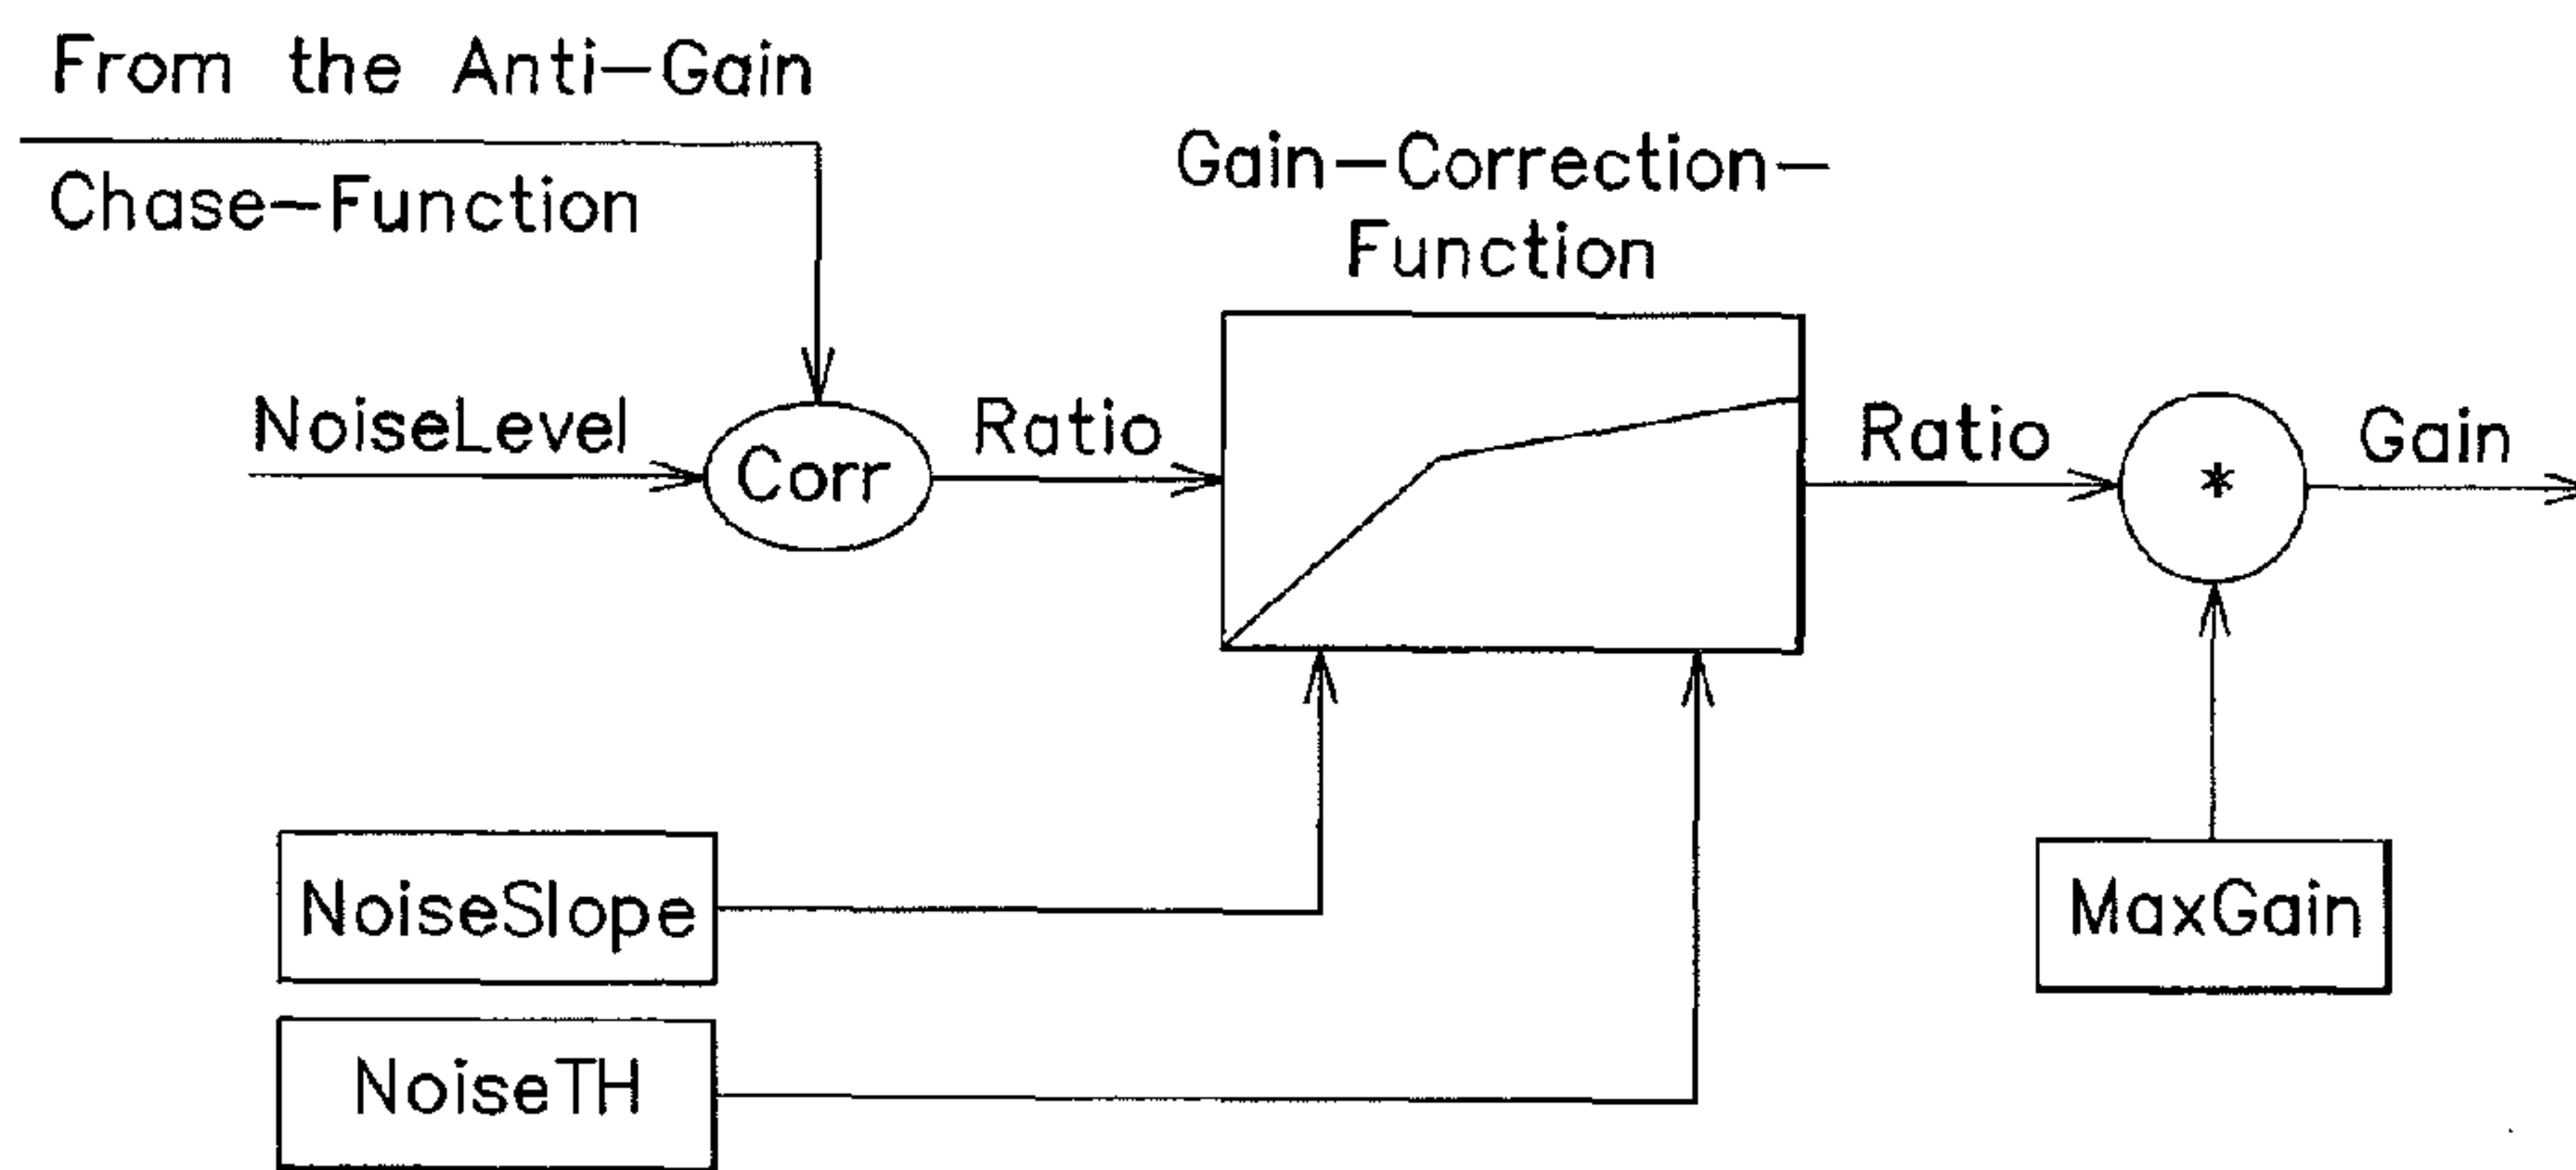 From the Anti-Gain
Chase-Function
Gain-Correction-
Function
NoiseLevel
Corr
Ratio
Ratio
*
Gain
NoiseSlope
MaxGain
NoiseTH